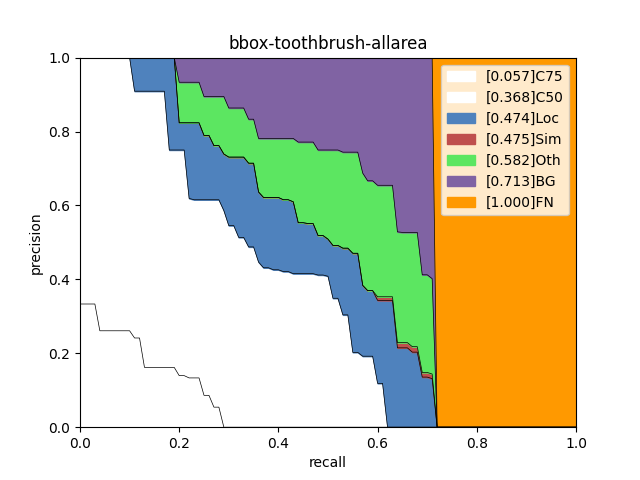 bbox-toothbrush-allarea
1.0
0.8
0.6
0.4
0.2
0.0
precision
[0.057]C75
[0.368]C50
[0.474]Loc
[0.475]Sim
[0.582]Oth
[0.713]BG
[1.000]FN
0.0 0.2 0.4 0.6 0.8 1.0
recall